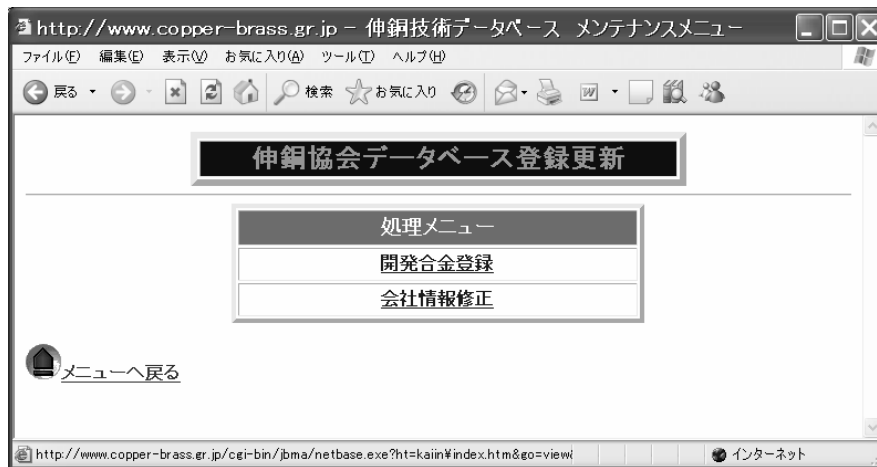 http://www.copper-brass.gr.jp - 伸銅技術データベース メンテナンスメニュー
ファイル(F) 編集(E) 表示(V) お気に入り(A) ツール(T) ヘルプ(H)
戻る 検索 お気に入り
伸銅協会データベース登録更新
処理メニュー
開発合金登録
会社情報修正
メニューへ戻る
http://www.copper-brass.gr.jp/cgi-bin/jbma/netbase.exe?ht=kaiin¥index.htm&go=view インターネット